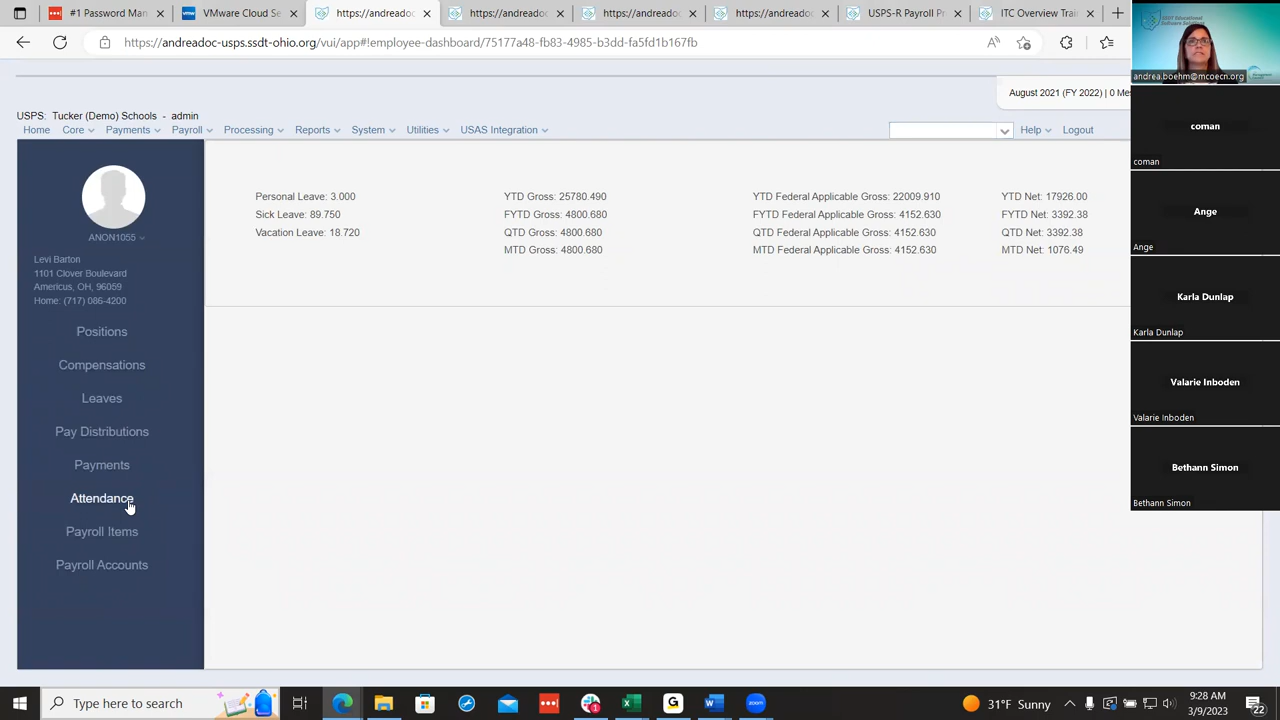 #1 Password Man
VMware Cloud Se
USPS:
https://andreadoc
https
https://andreadoc
USPS-R Payroll Pr
ITC Overview Trai
https://andreadoc-usps.ssdt-ohio.org/vui/app#!employee-dashboard/75f77a48-fb83-4985-b3dd-fa5fd1b167fb
SSDT Educational
Software Solutions
andrea.boehm@mcoecn.org
August 2021 (FY 2022) | 0 Mes
USPS: Tucker (Demo) Schools - admin
Home Core Payments Payroll Processing Reports System Utilities USAS Integration Help Logout
ANON1055
Levi Barton
1101 Clover Boulevard
Americus, OH, 96059
Home: (717) 086-4200
Positions
Compensations
Leaves
Pay Distributions
Payments
Attendance
Payroll Items
Payroll Accounts
Personal Leave: 3.000
Sick Leave: 89.750
Vacation Leave: 18.720
YTD Gross: 25780.490
FYTD Gross: 4800.680
QTD Gross: 4800.680
MTD Gross: 4800.680
YTD Federal Applicable Gross: 22009.910
FYTD Federal Applicable Gross: 4152.630
QTD Federal Applicable Gross: 4152.630
MTD Federal Applicable Gross: 4152.630
YTD Net: 17926.00
FYTD Net: 3392.38
QTD Net: 3392.38
MTD Net: 1076.49
coman
coman
Ange
Ange
Karla Dunlap
Karla Dunlap
Valarie Inboden
Valarie Inboden
Bethann Simon
Bethann Simon
Type here to search
31°F Sunny
9:28 AM
3/9/2023
22